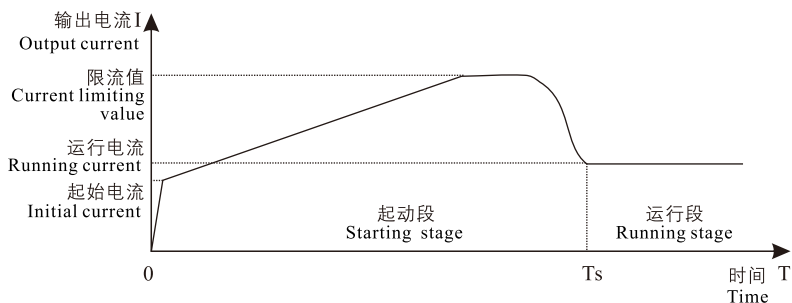 输出电流I
Output current
限流值
Current limiting
value
运行电流
Running current
起始电流
Initial current
起动段
Starting stage
运行段
Running stage
0
Ts
时间 T
Time